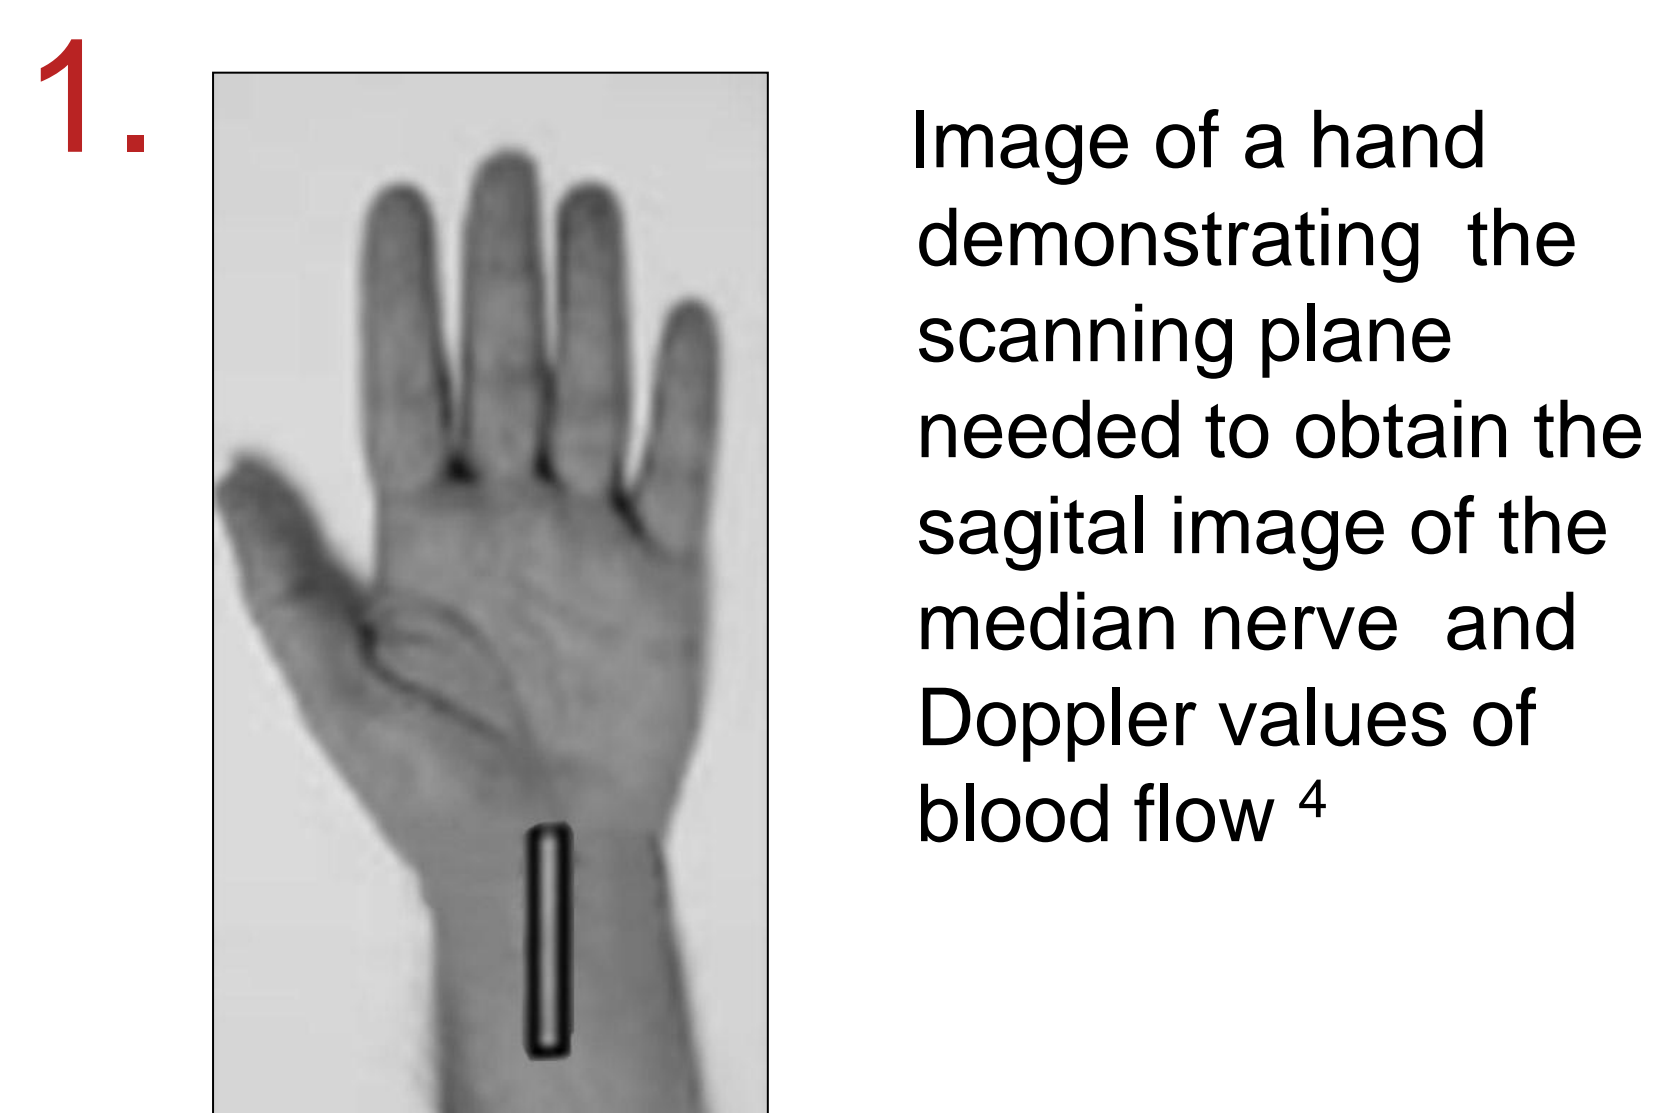 1.
Image of a hand
demonstrating the
scanning plane
needed to obtain the
sagital image of the
median nerve and
Doppler values of
blood flow 4